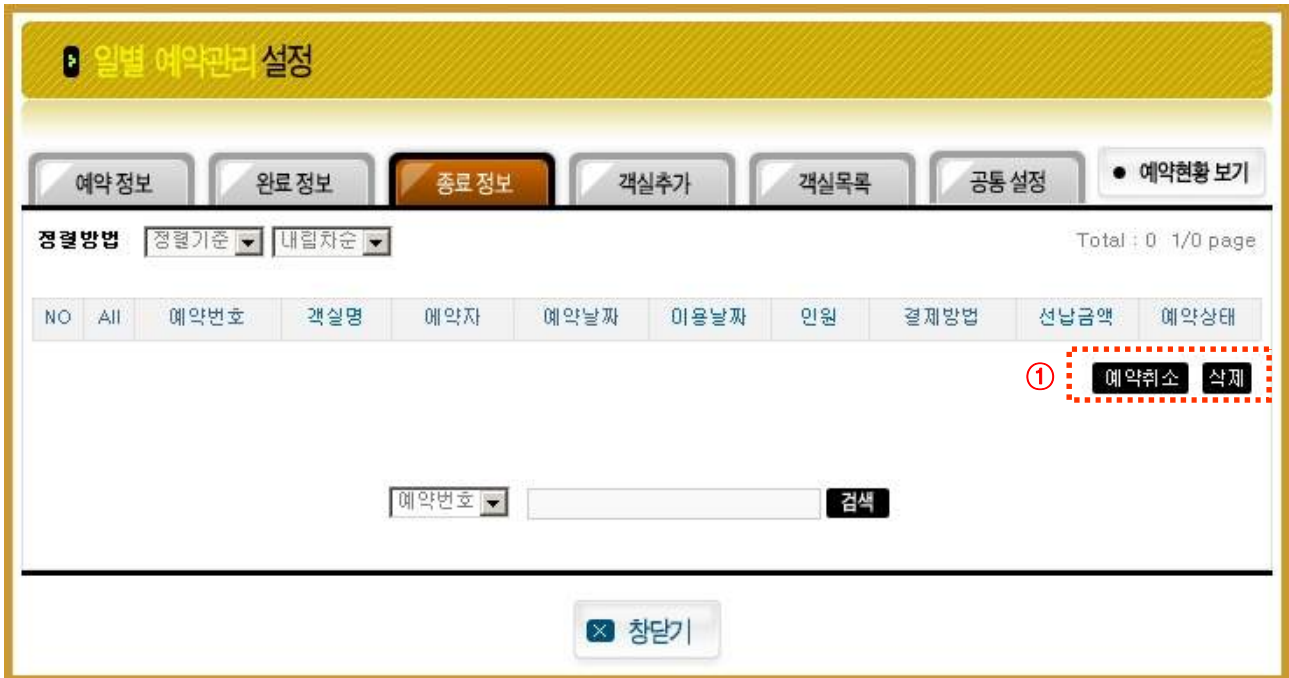 일별 예약관리 설정
예약 정보 완료 정보 종료 정보 객실추가 객실목록 공통 설정 예약현황 보기
정렬방법 정렬기준 내림차순 Total : 0 1/0 page
NO All 예약번호 객실명 예약자 예약날짜 이용날짜 인원 결제방법 선납금액 예약상태
① 예약취소 삭제
예약번호 검색
창닫기